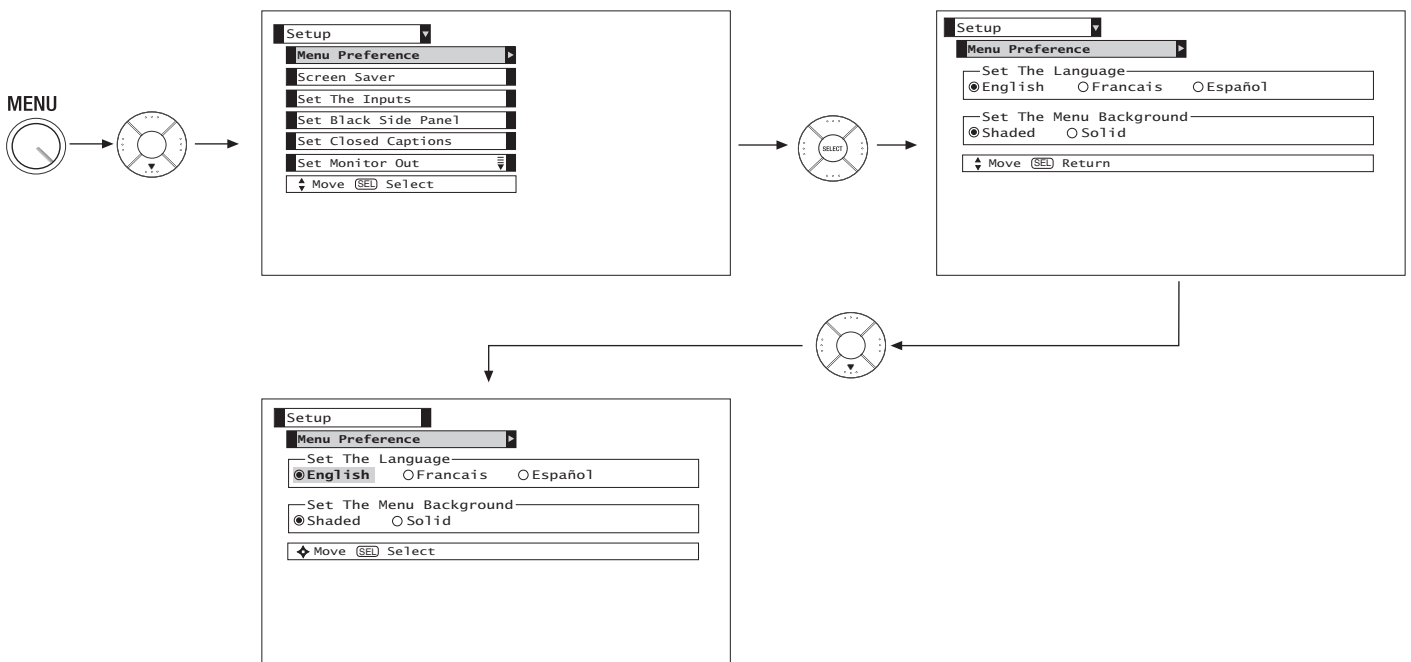 MENU
Setup
Menu Preference
Screen Saver
Set The Inputs
Set Black Side Panel
Set Closed Captions
Set Monitor Out
Move SEL Select
SELECT
Setup
Menu Preference
Set The Language
English Francais Español
Set The Menu Background
Shaded Solid
Move SEL Return
Setup
Menu Preference
Set The Language
English Francais Español
Set The Menu Background
Shaded Solid
Move SEL Select